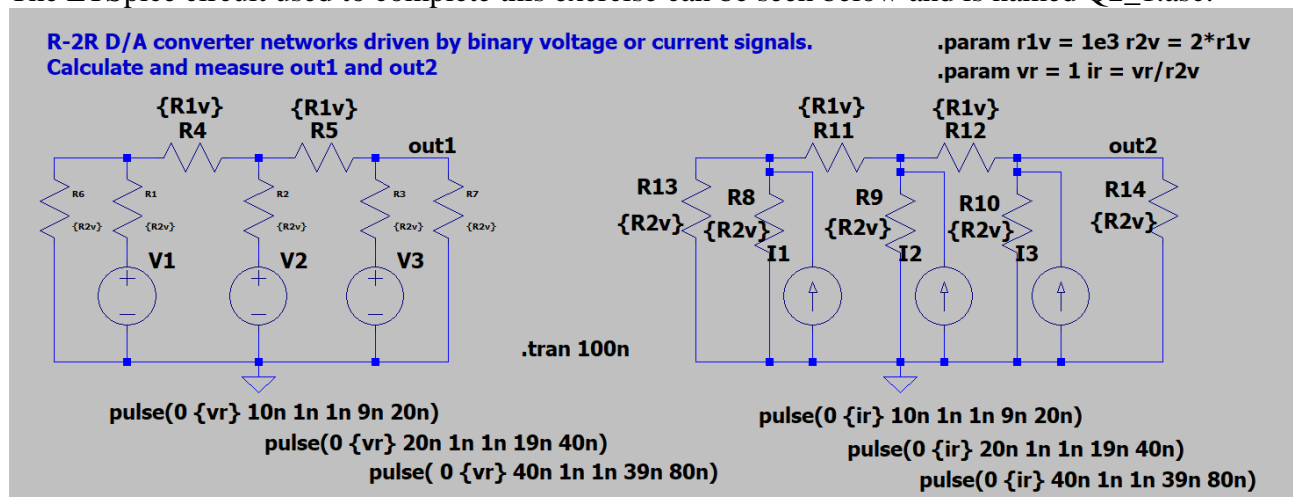 The LTSpice circuit used to complete this exercise can be seen below and is named Q2_1.asc.
R-2R D/A converter networks driven by binary voltage or current signals.
Calculate and measure out1 and out2
.param r1v = 1e3 r2v = 2*r1v
.param vr = 1 ir = vr/r2v
{R1v}
R4
{R1v}
R5
out1
R6
{R2v}
R1
{R2v}
R2
{R2v}
R3
{R2v}
R7
{R2v}
V1
V2
V3
{R1v}
R11
{R1v}
R12
out2
R13
{R2v}
R8
{R2v}
R9
{R2v}
R10
{R2v}
R14
{R2v}
I1
I2
I3
.tran 100n
pulse(0 {vr} 10n 1n 1n 9n 20n)
pulse(0 {vr} 20n 1n 1n 19n 40n)
pulse( 0 {vr} 40n 1n 1n 39n 80n)
pulse(0 {ir} 10n 1n 1n 9n 20n)
pulse(0 {ir} 20n 1n 1n 19n 40n)
pulse(0 {ir} 40n 1n 1n 39n 80n)